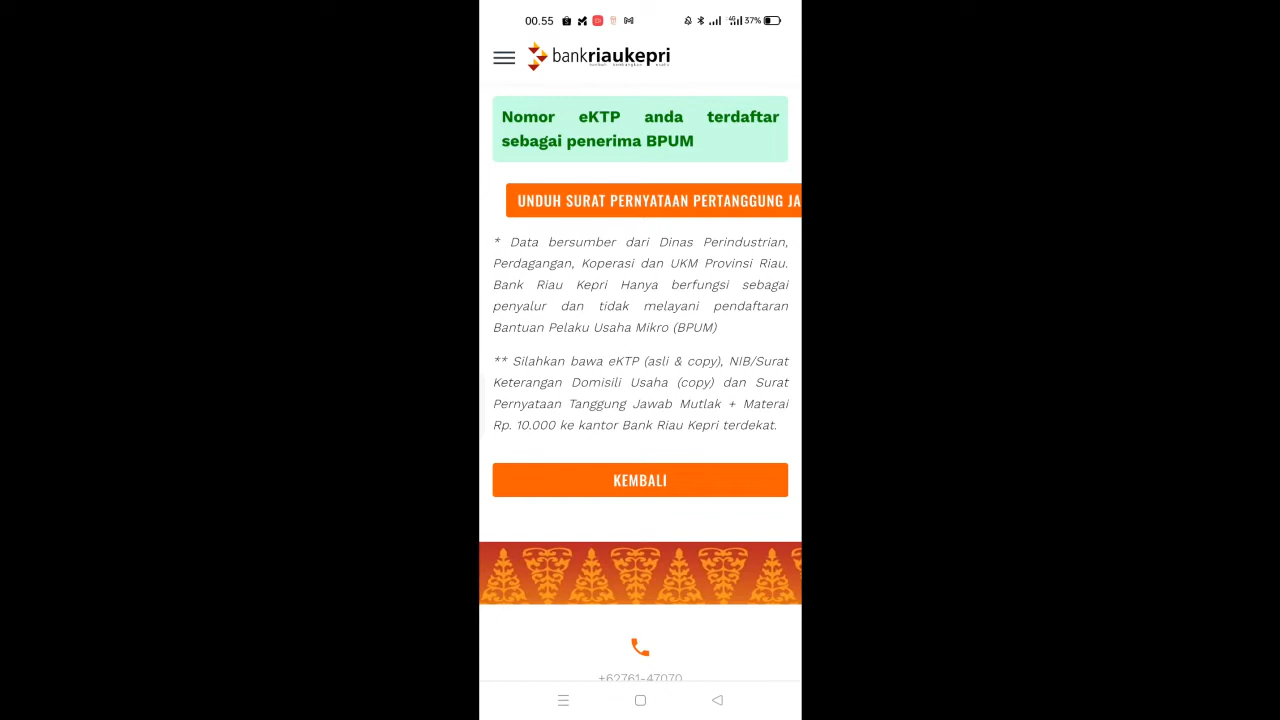 00.55
37%
bankriaukepri
Nomor eKTP anda terdaftar
sebagai penerima BPUM
UNDUH SURAT PERNYATAAN PERTANGGUNG JA
* Data bersumber dari Dinas Perindustrian,
Perdagangan, Koperasi dan UKM Provinsi Riau.
Bank Riau Kepri Hanya berfungsi sebagai
penyalur dan tidak melayani pendaftaran
Bantuan Pelaku Usaha Mikro (BPUM)
** Silahkan bawa eKTP (asli & copy), NIB/Surat
Keterangan Domisili Usaha (copy) dan Surat
Pernyataan Tanggung Jawab Mutlak + Materai
Rp. 10.000 ke kantor Bank Riau Kepri terdekat.
KEMBALI
+62761-47070